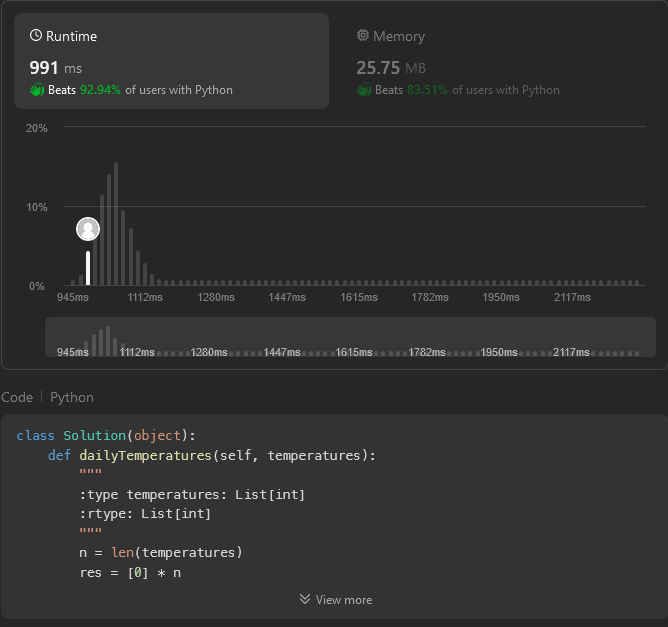 Runtime
991 ms
Beats 92.94% of users with Python
Memory
25.75 MB
Beats 83.51% of users with Python
20%
10%
0%
945ms 1112ms 1280ms 1447ms 1615ms 1782ms 1950ms 2117ms
945ms 1112ms 1280ms 1447ms 1615ms 1782ms 1950ms 2117ms
Code | Python
class Solution(object):
    def dailyTemperatures(self, temperatures):
        """
        :type temperatures: List[int]
        :rtype: List[int]
        """
        n = len(temperatures)
        res = [0] * n
View more